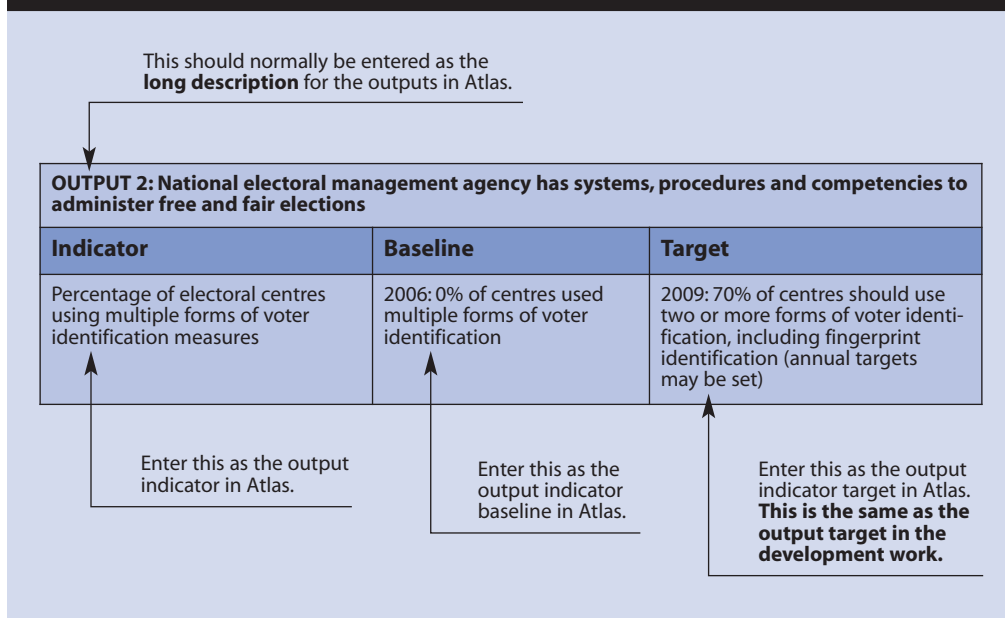 This should normally be entered as the
long description for the outputs in Atlas.
OUTPUT 2: National electoral management agency has systems, procedures and competencies to
administer free and fair elections
Indicator
Baseline
Target
Percentage of electoral centres
using multiple forms of voter
identification measures
2006: 0% of centres used
multiple forms of voter
identification
2009: 70% of centres should use
two or more forms of voter identi-
fication, including fingerprint
identification (annual targets
may be set)
Enter this as the output
indicator in Atlas.
Enter this as the
output indicator
baseline in Atlas.
Enter this as the output
indicator target in Atlas.
This is the same as the
output target in the
development work.